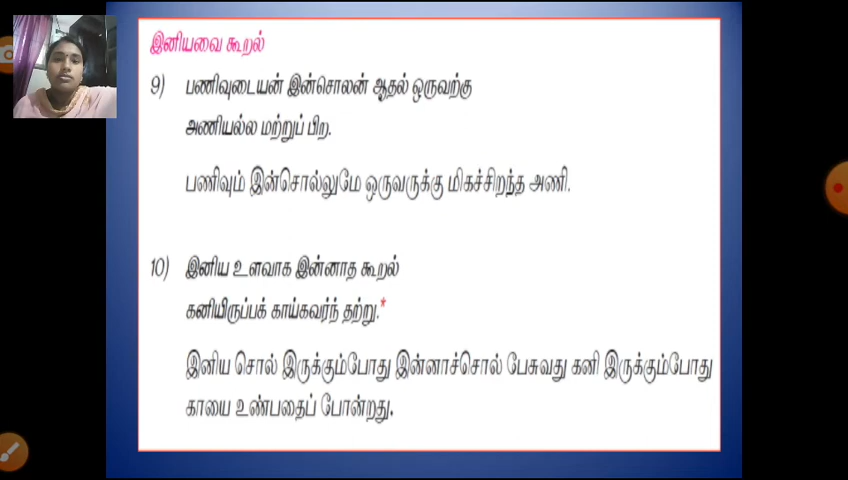 இனியவை கூறல்
9) பணிவுடையன் இன்சொலன் ஆதல் ஒருவற்கு
அணியல்ல மற்றுப் பிற.
பணிவும் இன்சொல்லுமே ஒருவருக்கு மிகச்சிறந்த அணி.
10) இனிய உளவாக இன்னாத கூறல்
கனியிருப்பக் காய்கவர்ந் தற்று.*
இனிய சொல் இருக்கும்போது இன்னாச்சொல் பேசுவது கனி இருக்கும்போது
காயை உண்பதைப் போன்றது.